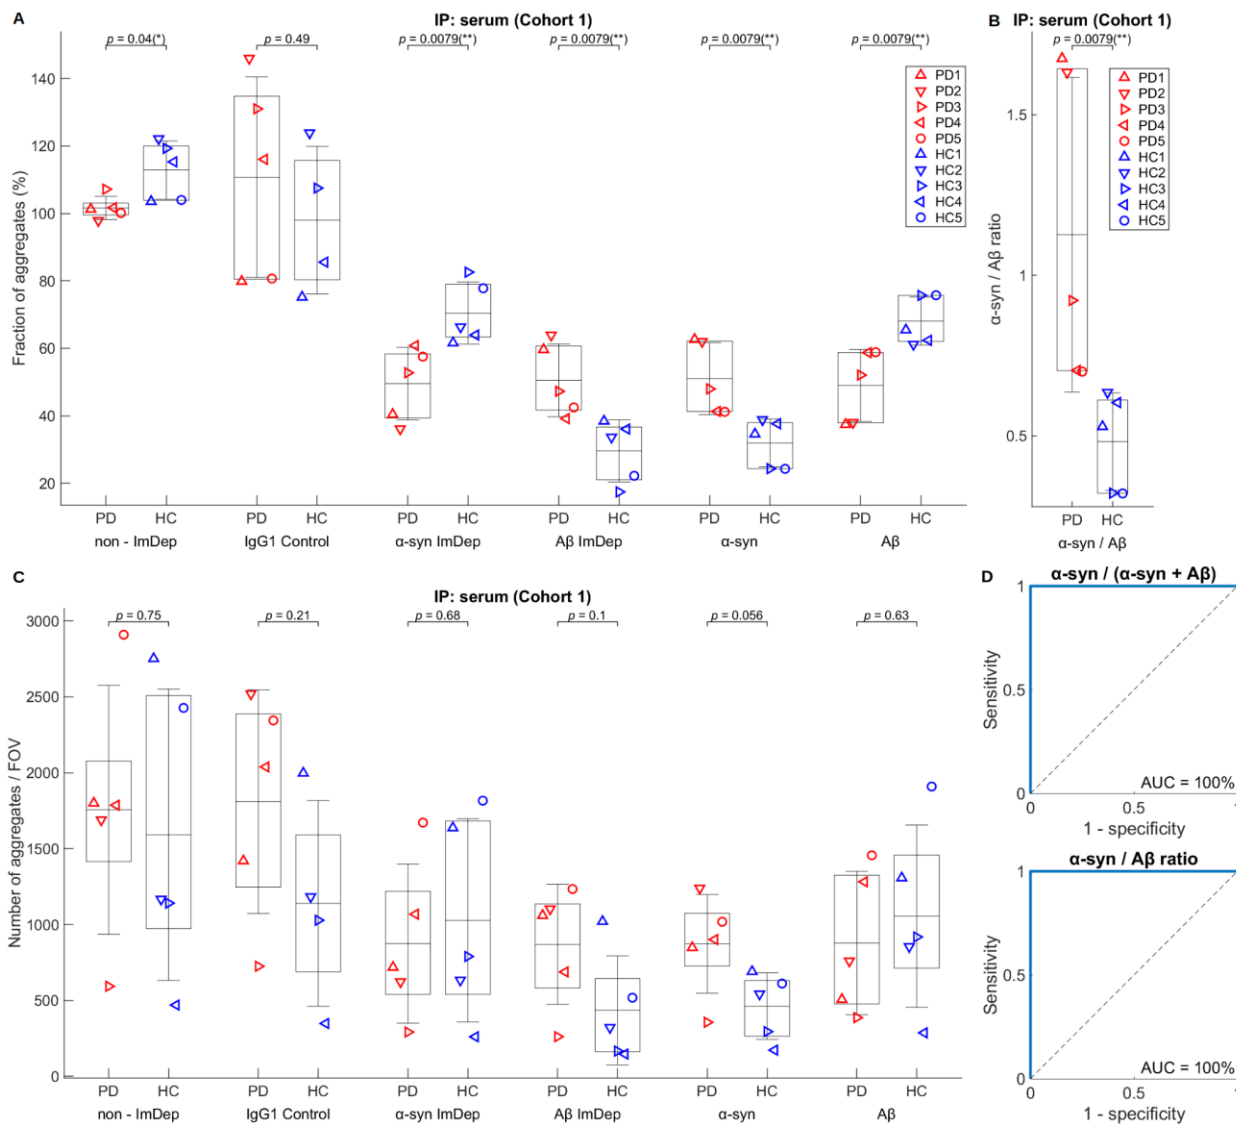 A
IP: serum (Cohort 1)
p = 0.04(*)
p = 0.49
p = 0.0079(**)
p = 0.0079(**)
p = 0.0079(**)
p = 0.0079(**)
PD1
PD2
PD3
PD4
PD5
HC1
HC2
HC3
HC4
HC5
Fraction of aggregates (%)
140
120
100
80
60
40
20
PD HC PD HC PD HC PD HC PD HC PD HC
non - ImDep IgG1 Control α-syn ImDep Aβ ImDep α-syn Aβ
B
IP: serum (Cohort 1)
p = 0.0079(**)
PD1
PD2
PD3
PD4
PD5
HC1
HC2
HC3
HC4
HC5
α-syn / Aβ ratio
1.5
1
0.5
PD HC
α-syn / Aβ
C
IP: serum (Cohort 1)
p = 0.75
p = 0.21
p = 0.68
p = 0.1
p = 0.056
p = 0.63
Number of aggregates / FOV
3000
2500
2000
1500
1000
500
0
PD HC PD HC PD HC PD HC PD HC PD HC
non - ImDep IgG1 Control α-syn ImDep Aβ ImDep α-syn Aβ
D
α-syn / (α-syn + Aβ)
Sensitivity
1
0.5
0
AUC = 100%
0 0.5 1
1 - specificity
α-syn / Aβ ratio
Sensitivity
1
0.5
0
AUC = 100%
0 0.5 1
1 - specificity